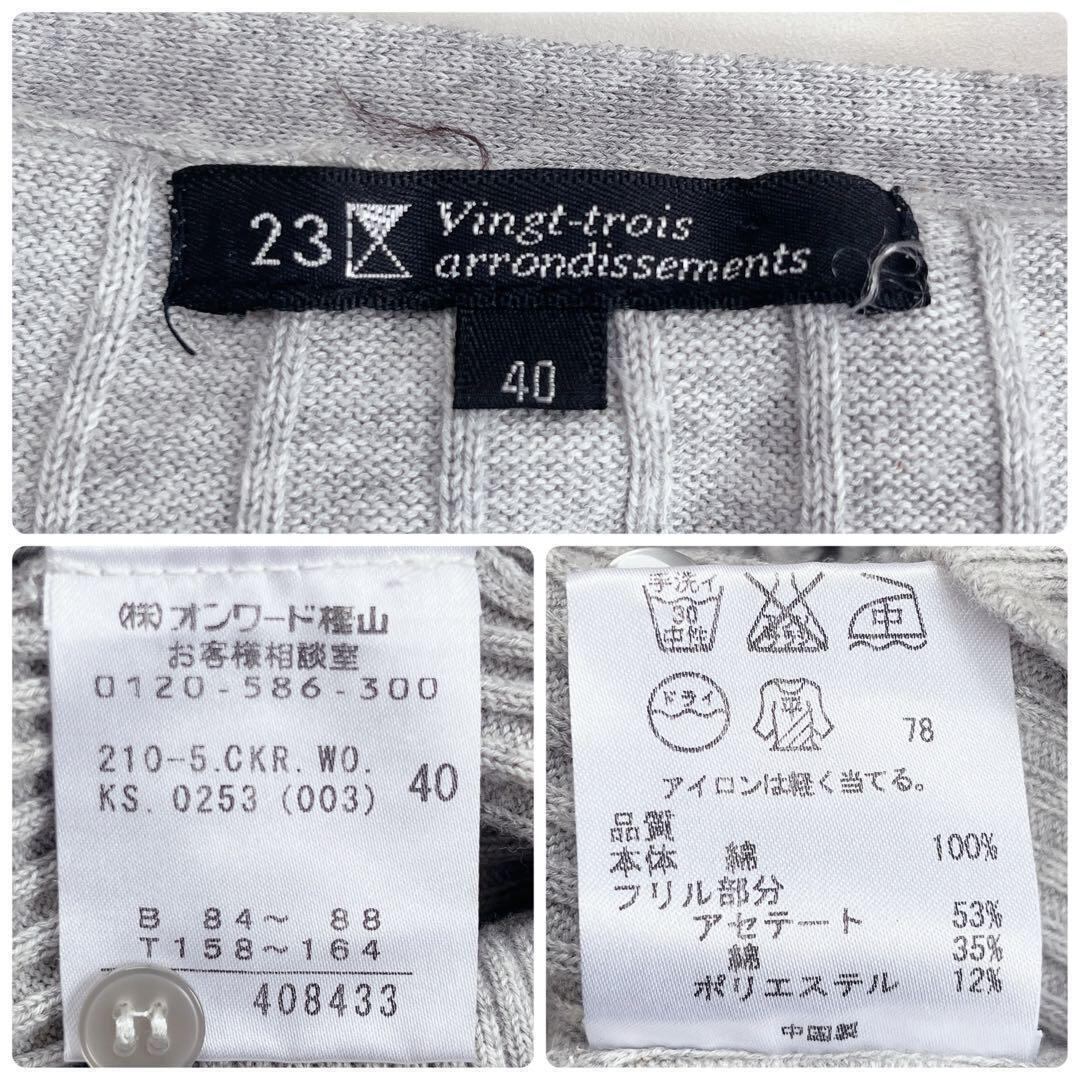 23区 Vingt-trois
arrondissements
40
(株)オンワード樫山
お客様相談室
0120-586-300
210-5.CKR.WO.
KS. 0253 (003) 40
B 84～ 88
T158～164
408433
手洗イ
30
中性
中
ドライ
平
78
アイロンは軽く当てる。
品質
本体 綿 100%
フリル部分
アセテート 53%
綿 35%
ポリエステル 12%
中国製